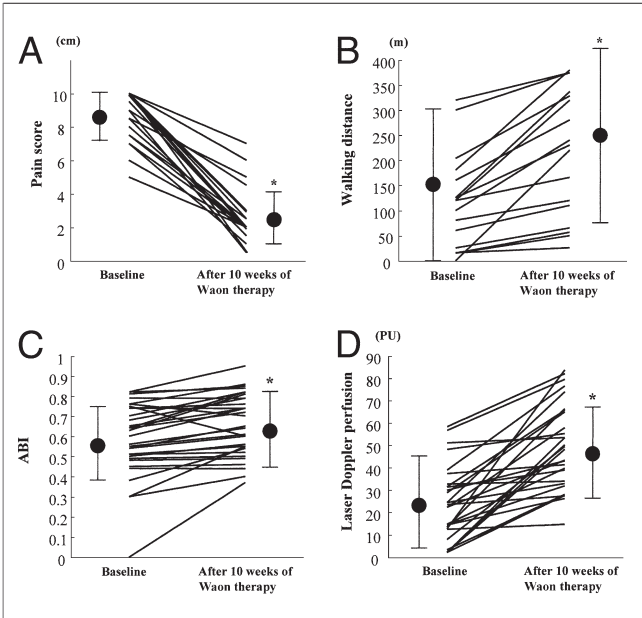 A
(cm)
10
8
6
4
2
0
Pain score
*
Baseline
After 10 weeks of
Waon therapy
B
(m)
400
350
300
250
200
150
100
50
0
Walking distance
*
Baseline
After 10 weeks of
Waon therapy
C
1
0.9
0.8
0.7
0.6
0.5
0.4
0.3
0.2
0.1
0
ABI
*
Baseline
After 10 weeks of
Waon therapy
D
(PU)
90
80
70
60
50
40
30
20
10
0
Laser Doppler perfusion
*
Baseline
After 10 weeks of
Waon therapy